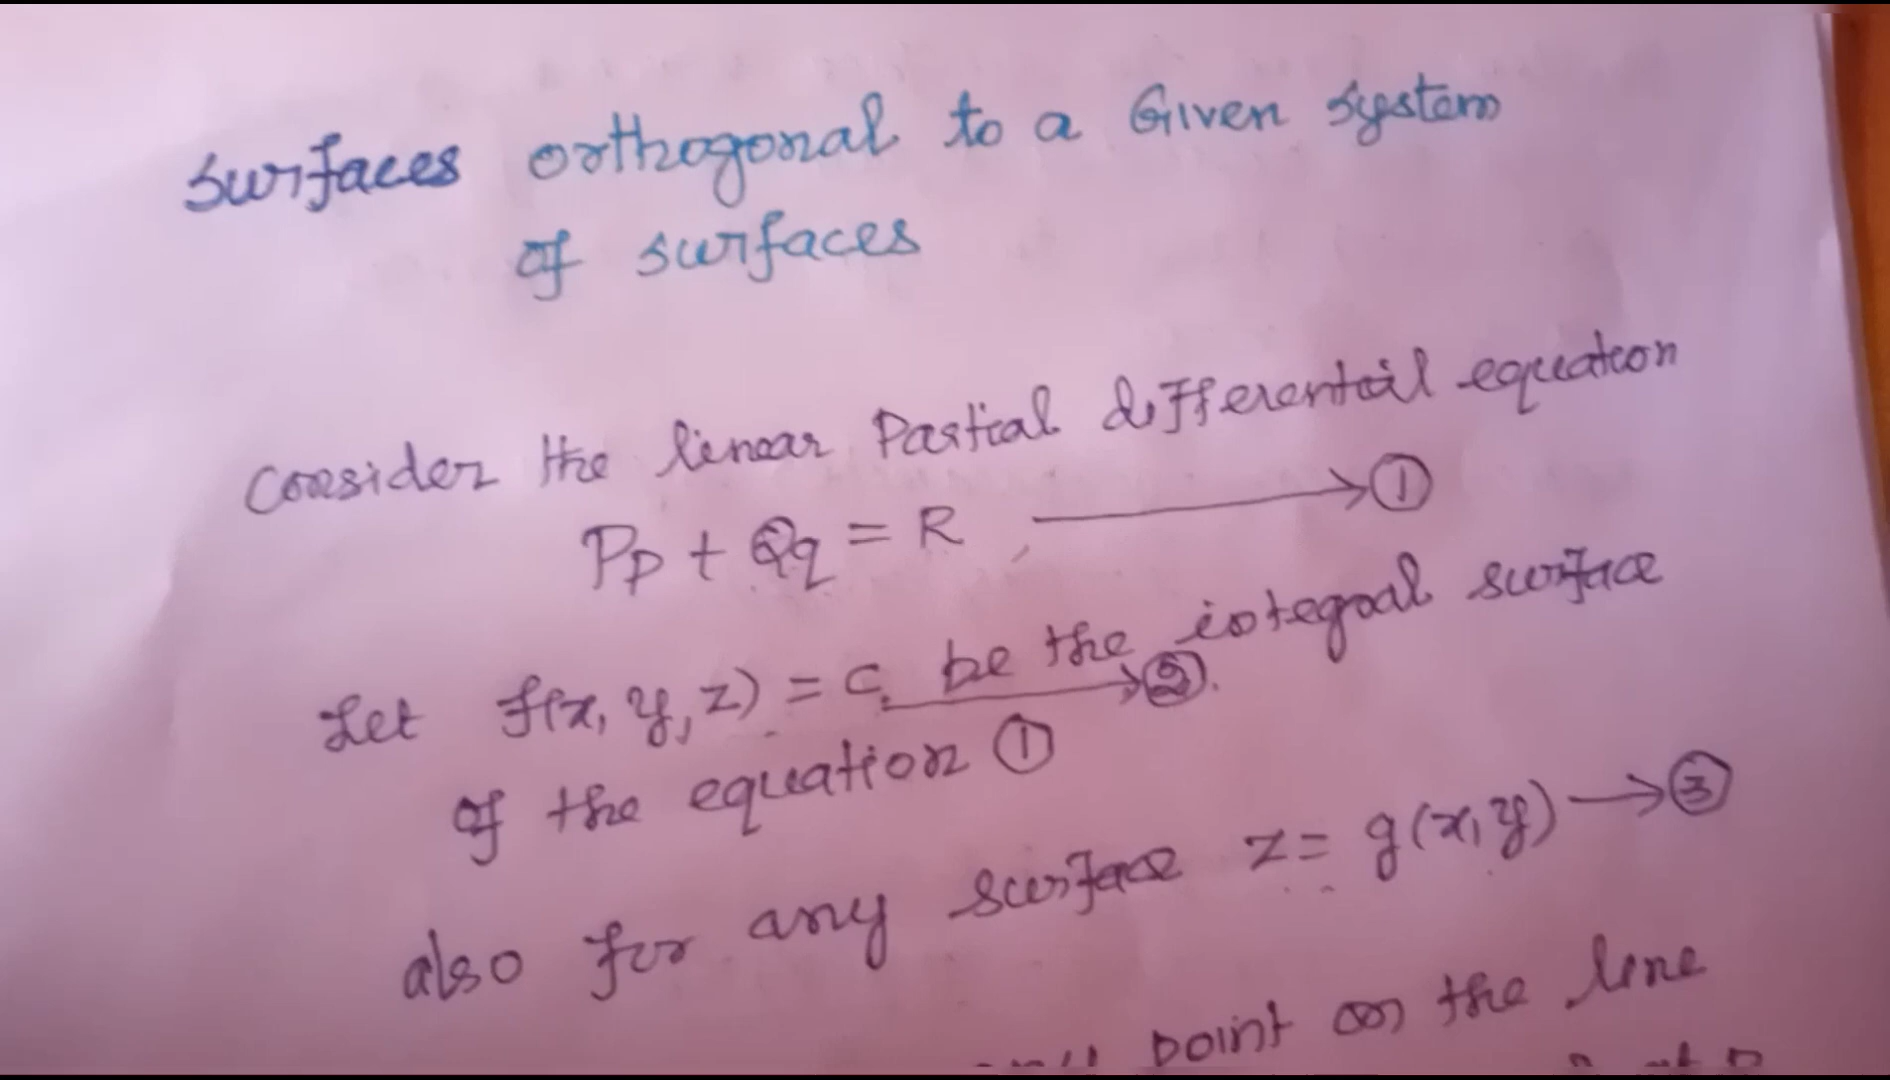 Surfaces orthogonal to a Given system
of surfaces
Consider the linear Partial differentail equation
Pp + Qq = R ⟶ ①
Let f(x, y, z) = c, be the integral surface
⟶ ②.
of the equation ①
also for any surface z = g(x, y) ⟶ ③
point on the line